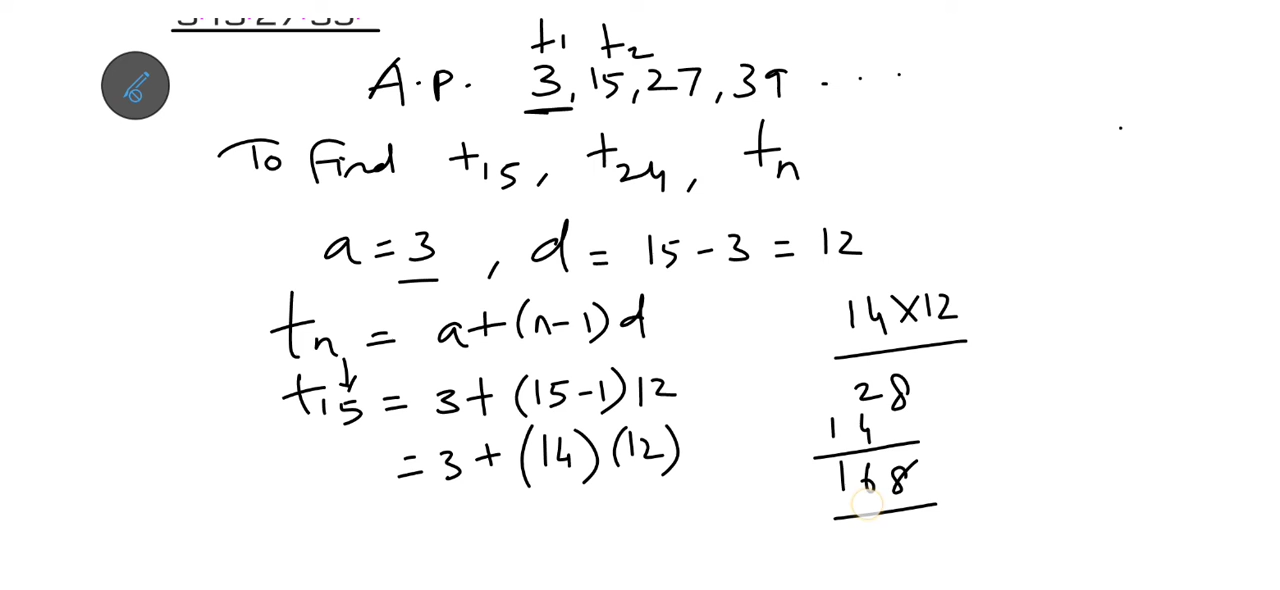 t1 t2
A.P. 3, 15, 27, 39 . . .
To Find t15, t24, tn
a = 3 , d = 15 - 3 = 12
tn = a+(n-1)d
t15 = 3+(15-1)12
= 3+(14)(12)
14×12
28
14
168